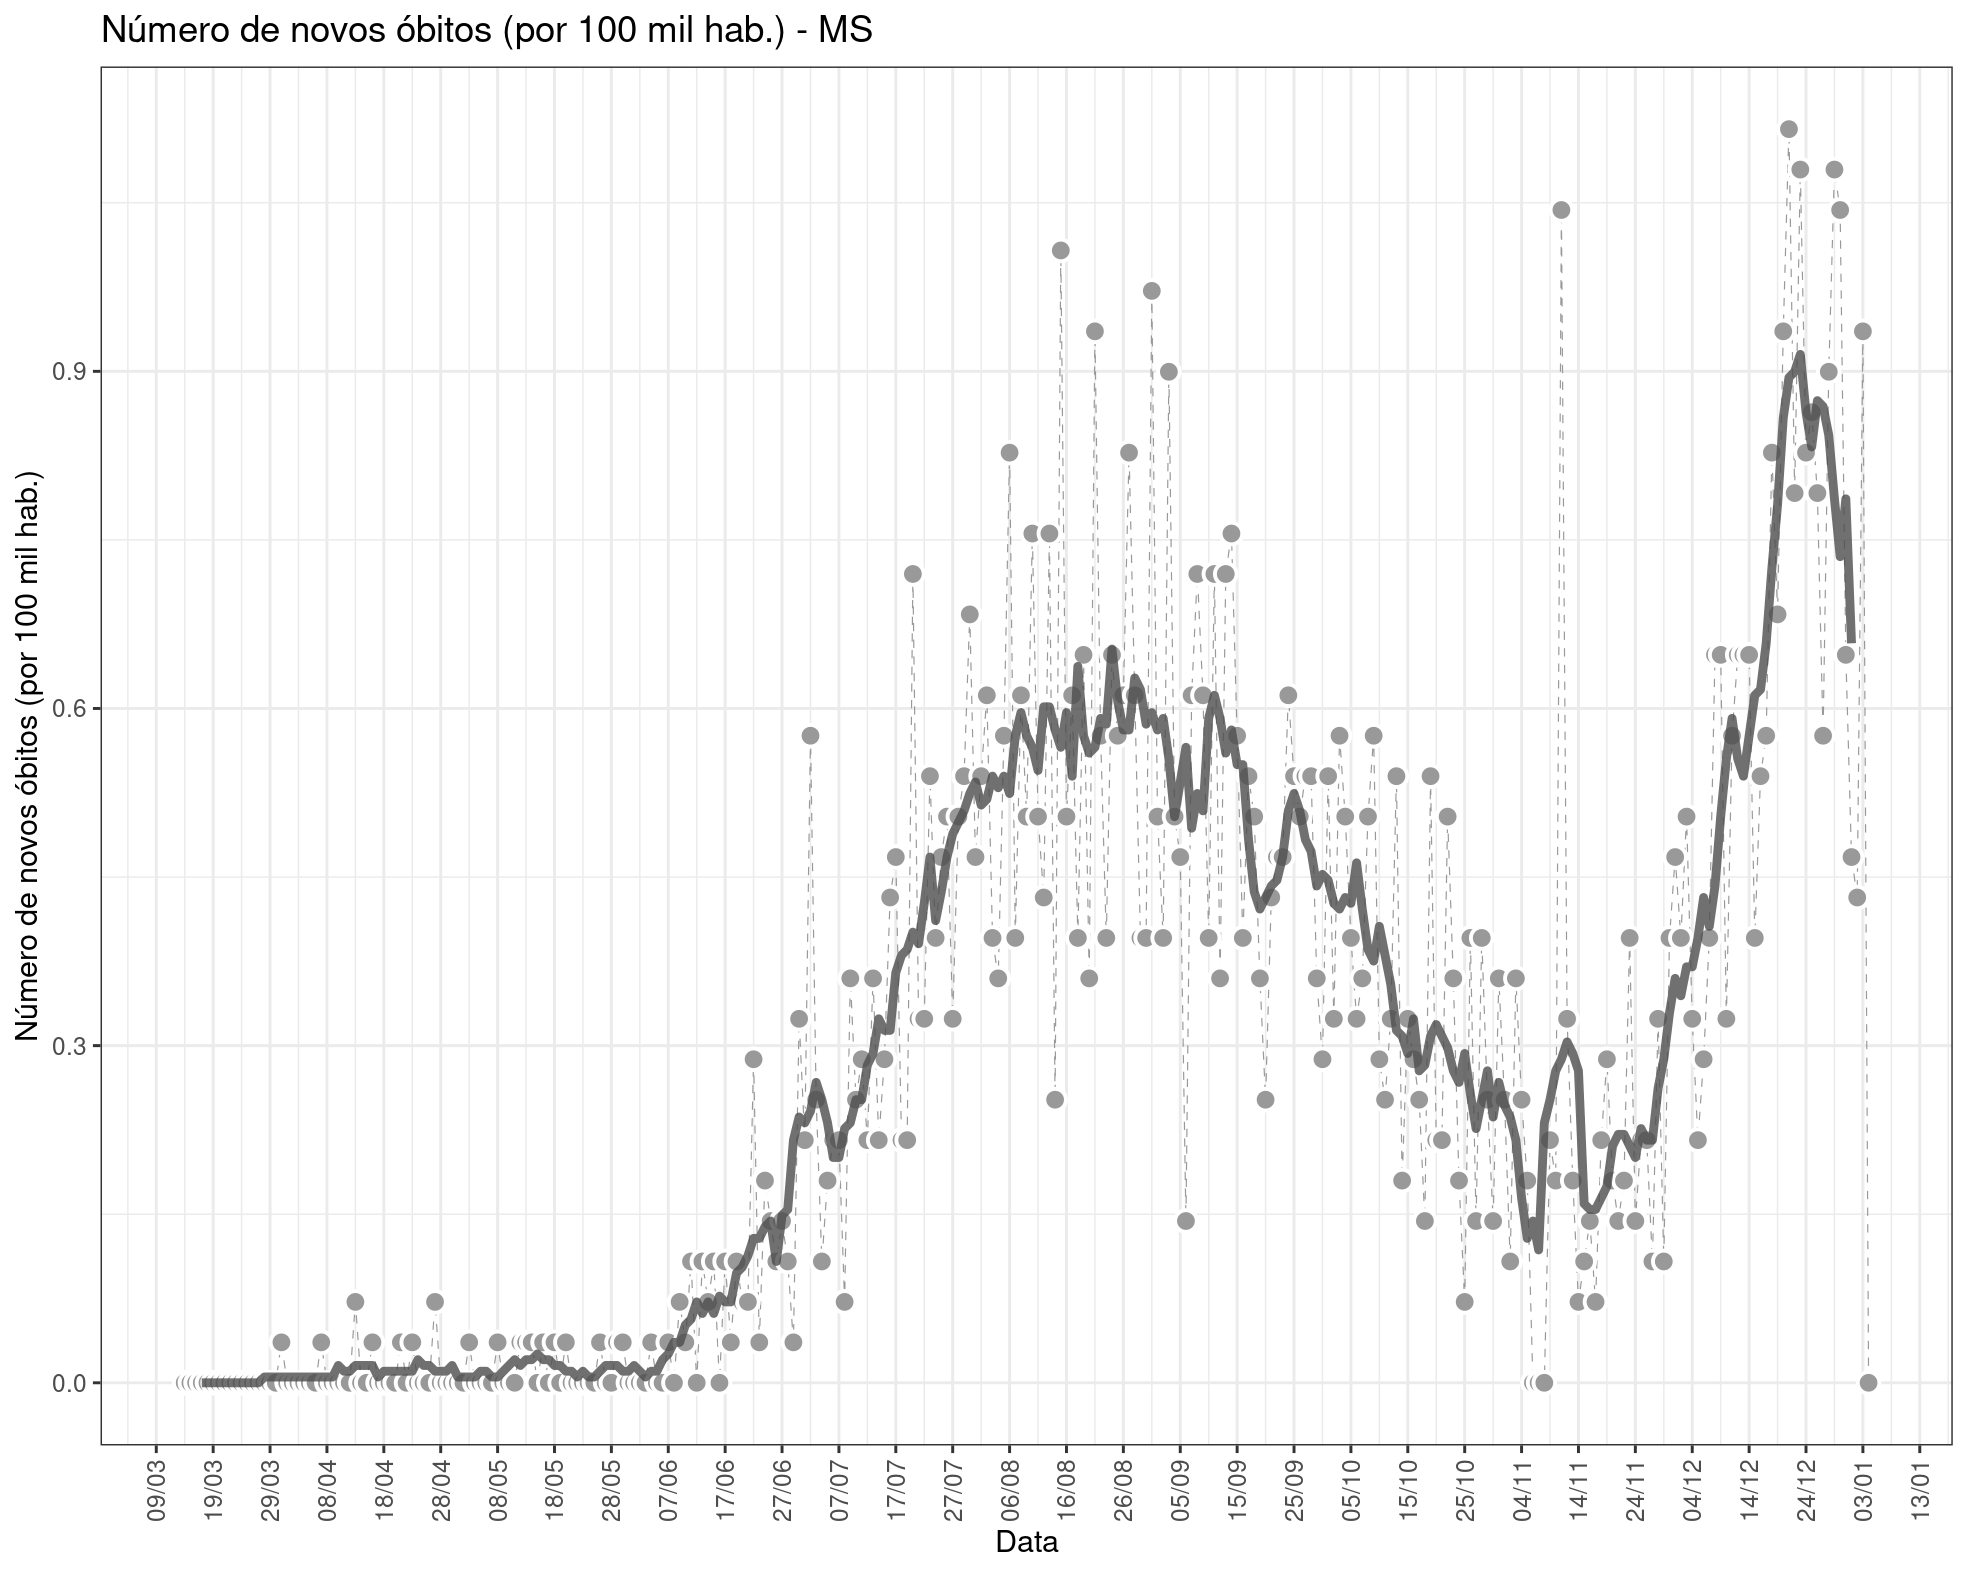 Número de novos óbitos (por 100 mil hab.) - MS
Número de novos óbitos (por 100 mil hab.)
0.9
0.6
0.3
0.0
09/03 19/03 29/03 08/04 18/04 28/04 08/05 18/05 28/05 07/06 17/06 27/06 07/07 17/07 27/07 06/08 16/08 26/08 05/09 15/09 25/09 05/10 15/10 25/10 04/11 14/11 24/11 04/12 14/12 24/12 03/01 13/01
Data